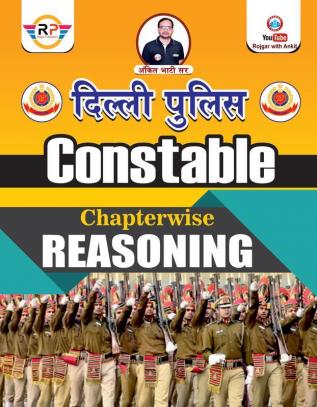 RP
YouTube
Rojgar with Ankit
अंकित भाटी सर
दिल्ली पुलिस
Constable
Chapterwise
REASONING